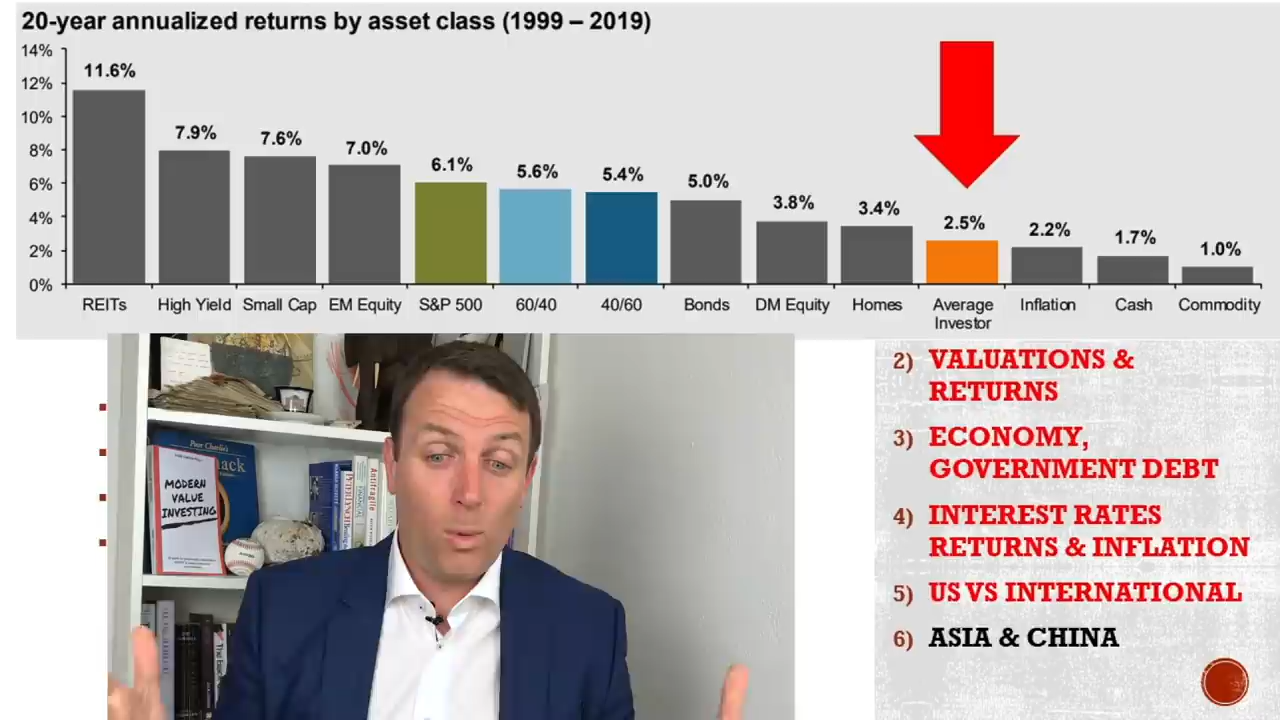 20-year annualized returns by asset class (1999 – 2019)
14%
12%
10%
8%
6%
4%
2%
0%
11.6%
7.9%
7.6%
7.0%
6.1%
5.6%
5.4%
5.0%
3.8%
3.4%
2.5%
2.2%
1.7%
1.0%
REITs
High Yield
Small Cap
EM Equity
S&P 500
60/40
40/60
Bonds
DM Equity
Homes
Average
Investor
Inflation
Cash
Commodity
2) VALUATIONS &
RETURNS
3) ECONOMY,
GOVERNMENT DEBT
4) INTEREST RATES
RETURNS & INFLATION
5) US VS INTERNATIONAL
6) ASIA & CHINA
Poor Charlie's
MODERN
VALUE
INVESTING
Antifragile